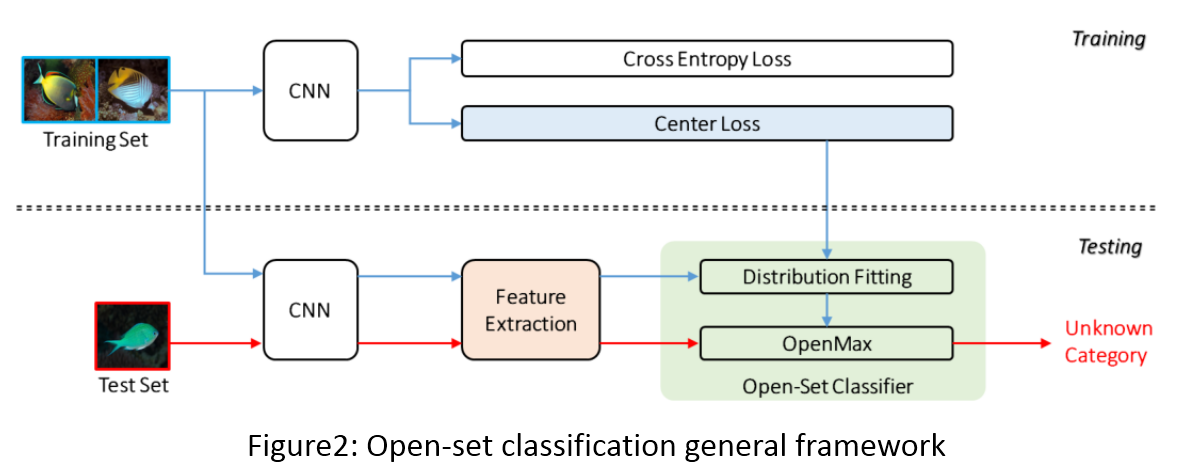 Training
Cross Entropy Loss
CNN
Center Loss
Training Set
Testing
CNN
Feature
Extraction
Distribution Fitting
OpenMax
Unknown
Category
Test Set
Open-Set Classifier
Figure2: Open-set classification general framework